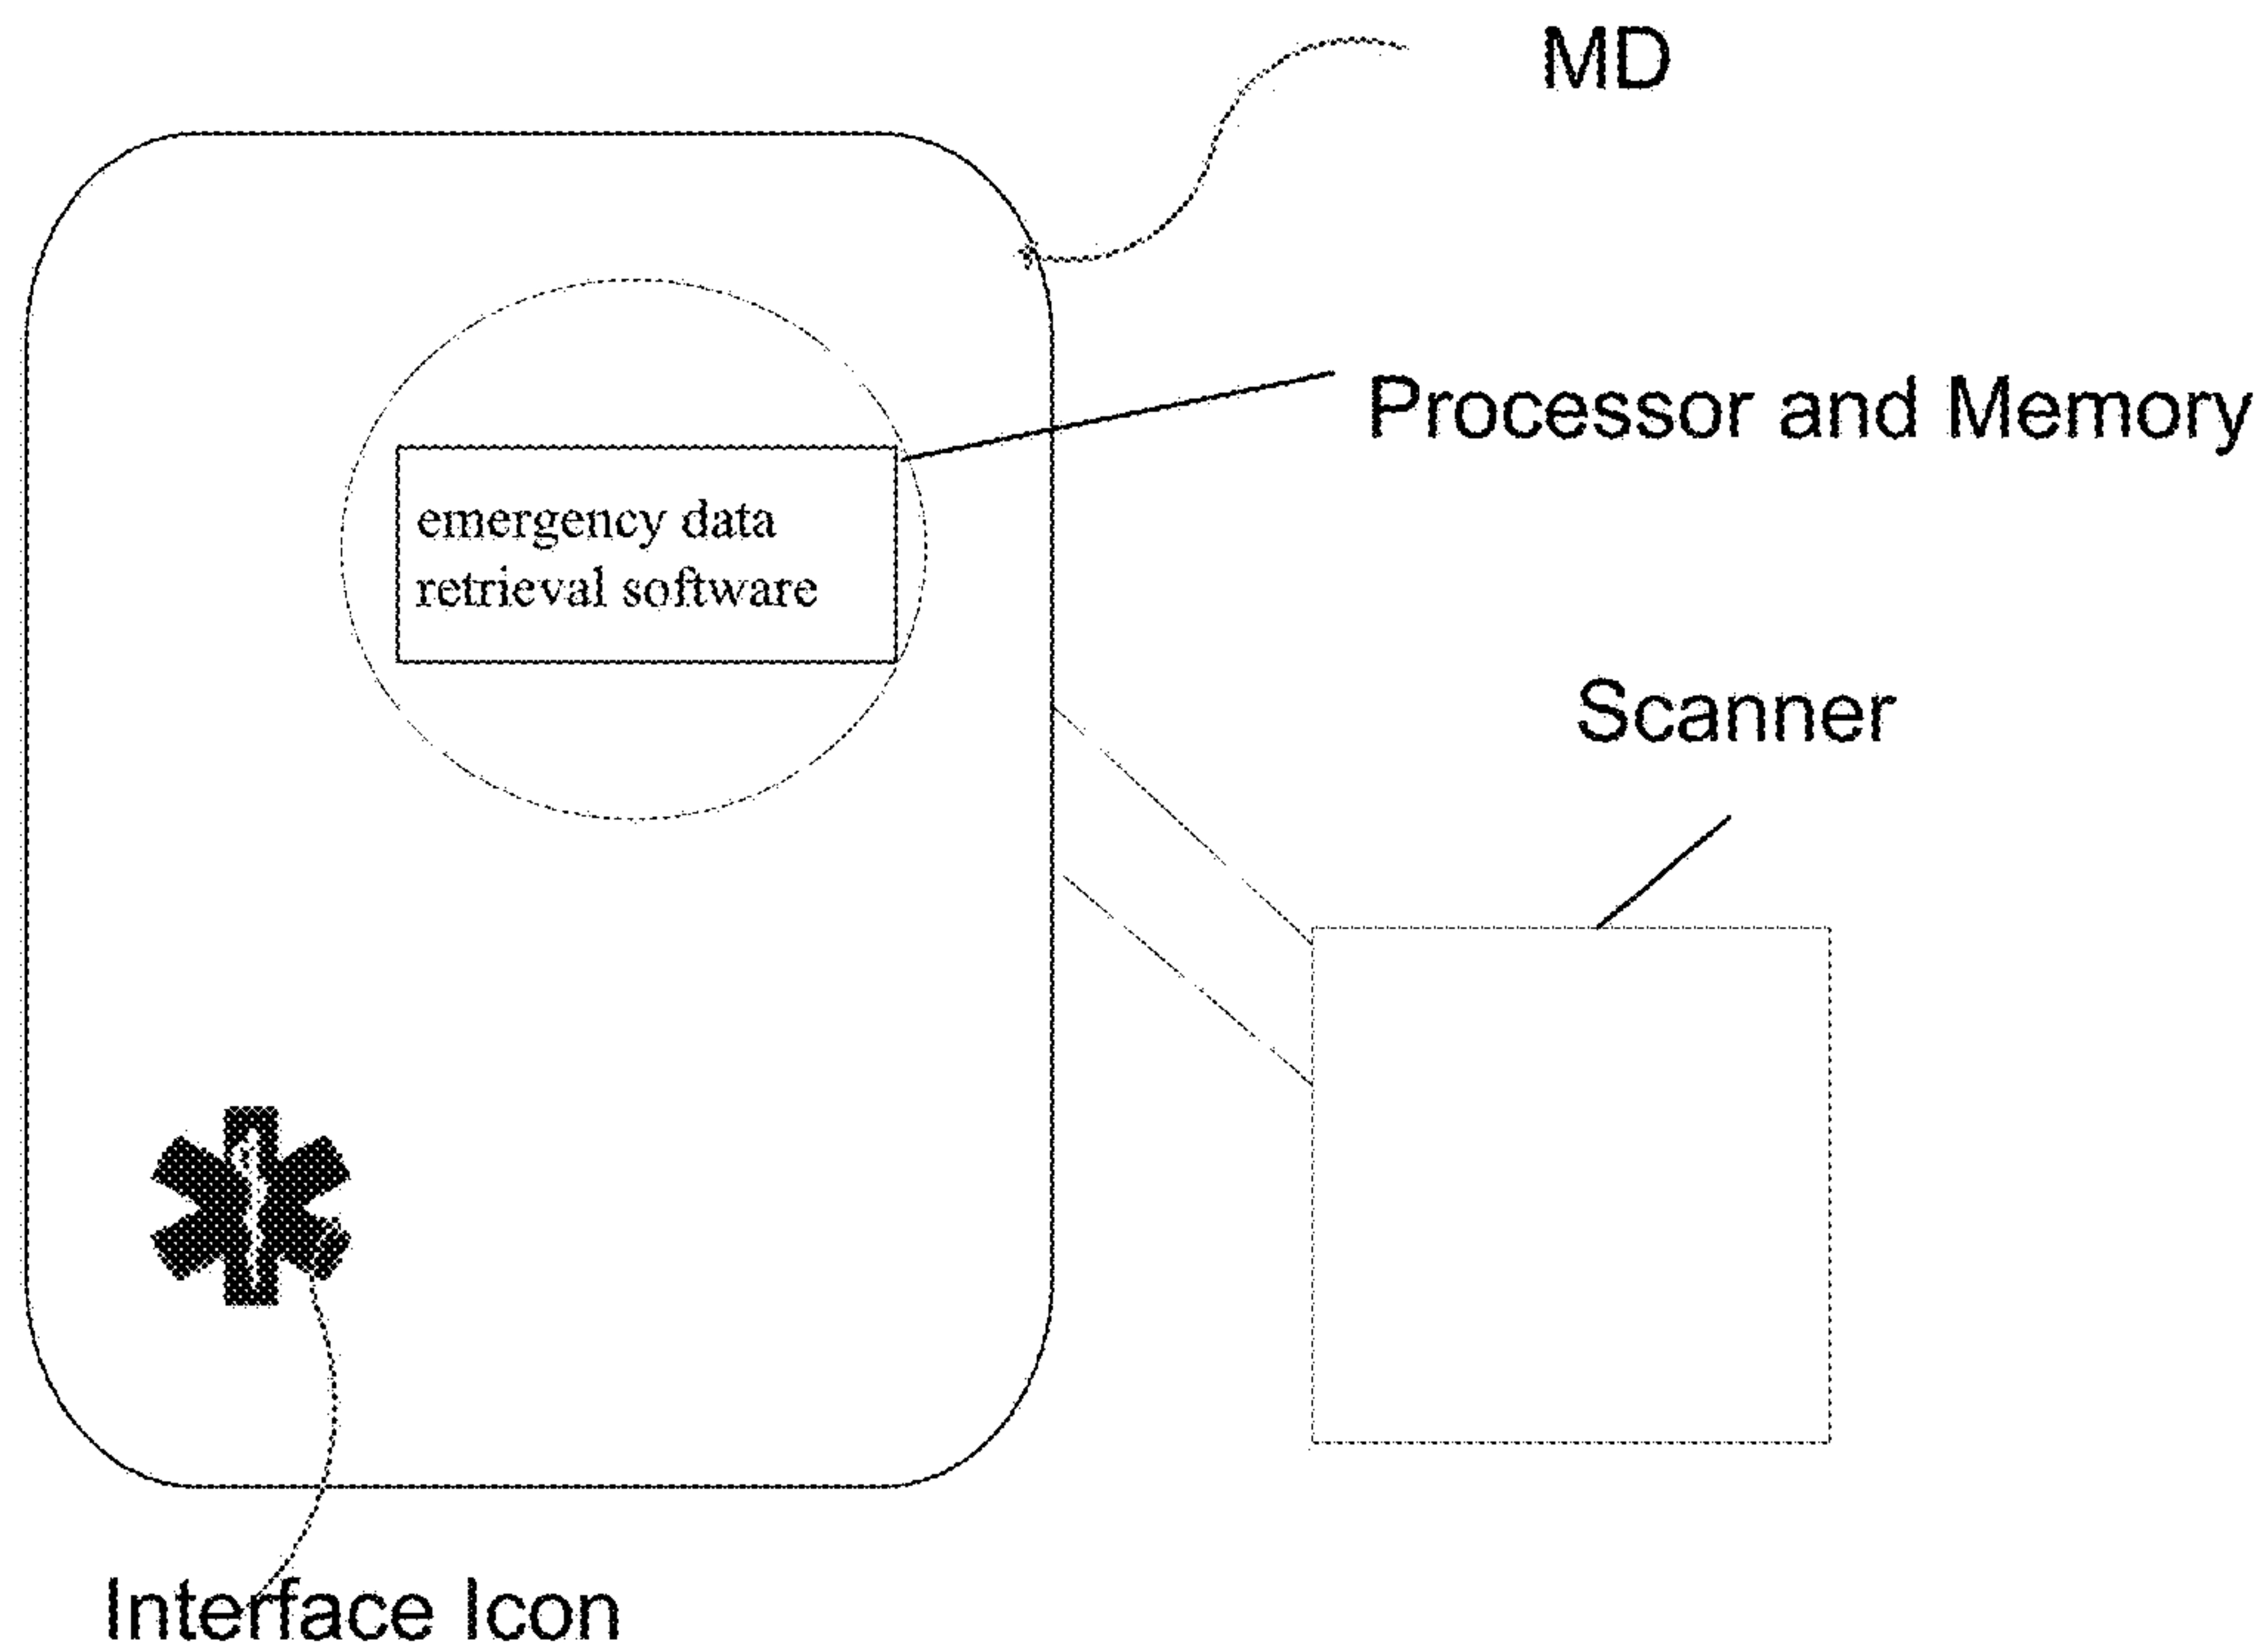 MD
Processor and Memory
emergency data
retrieval software
Scanner
Interface Icon